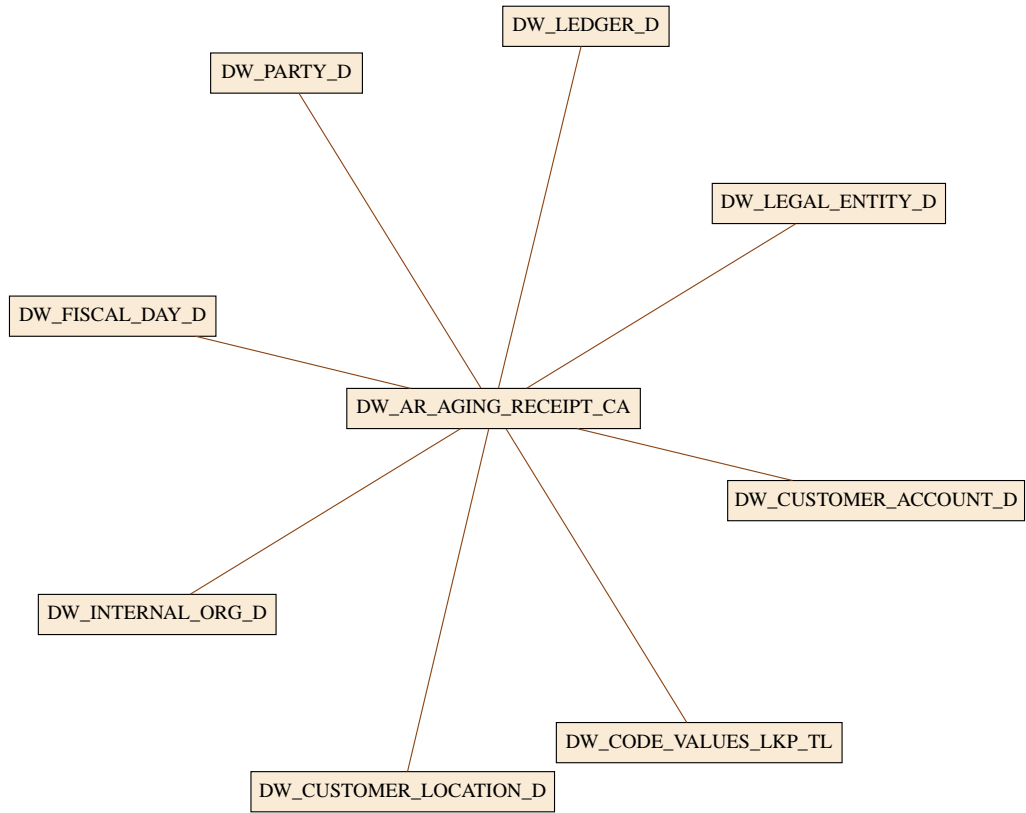 DW_LEDGER_D
DW_PARTY_D
DW_LEGAL_ENTITY_D
DW_FISCAL_DAY_D
DW_AR_AGING_RECEIPT_CA
DW_CUSTOMER_ACCOUNT_D
DW_INTERNAL_ORG_D
DW_CODE_VALUES_LKP_TL
DW_CUSTOMER_LOCATION_D